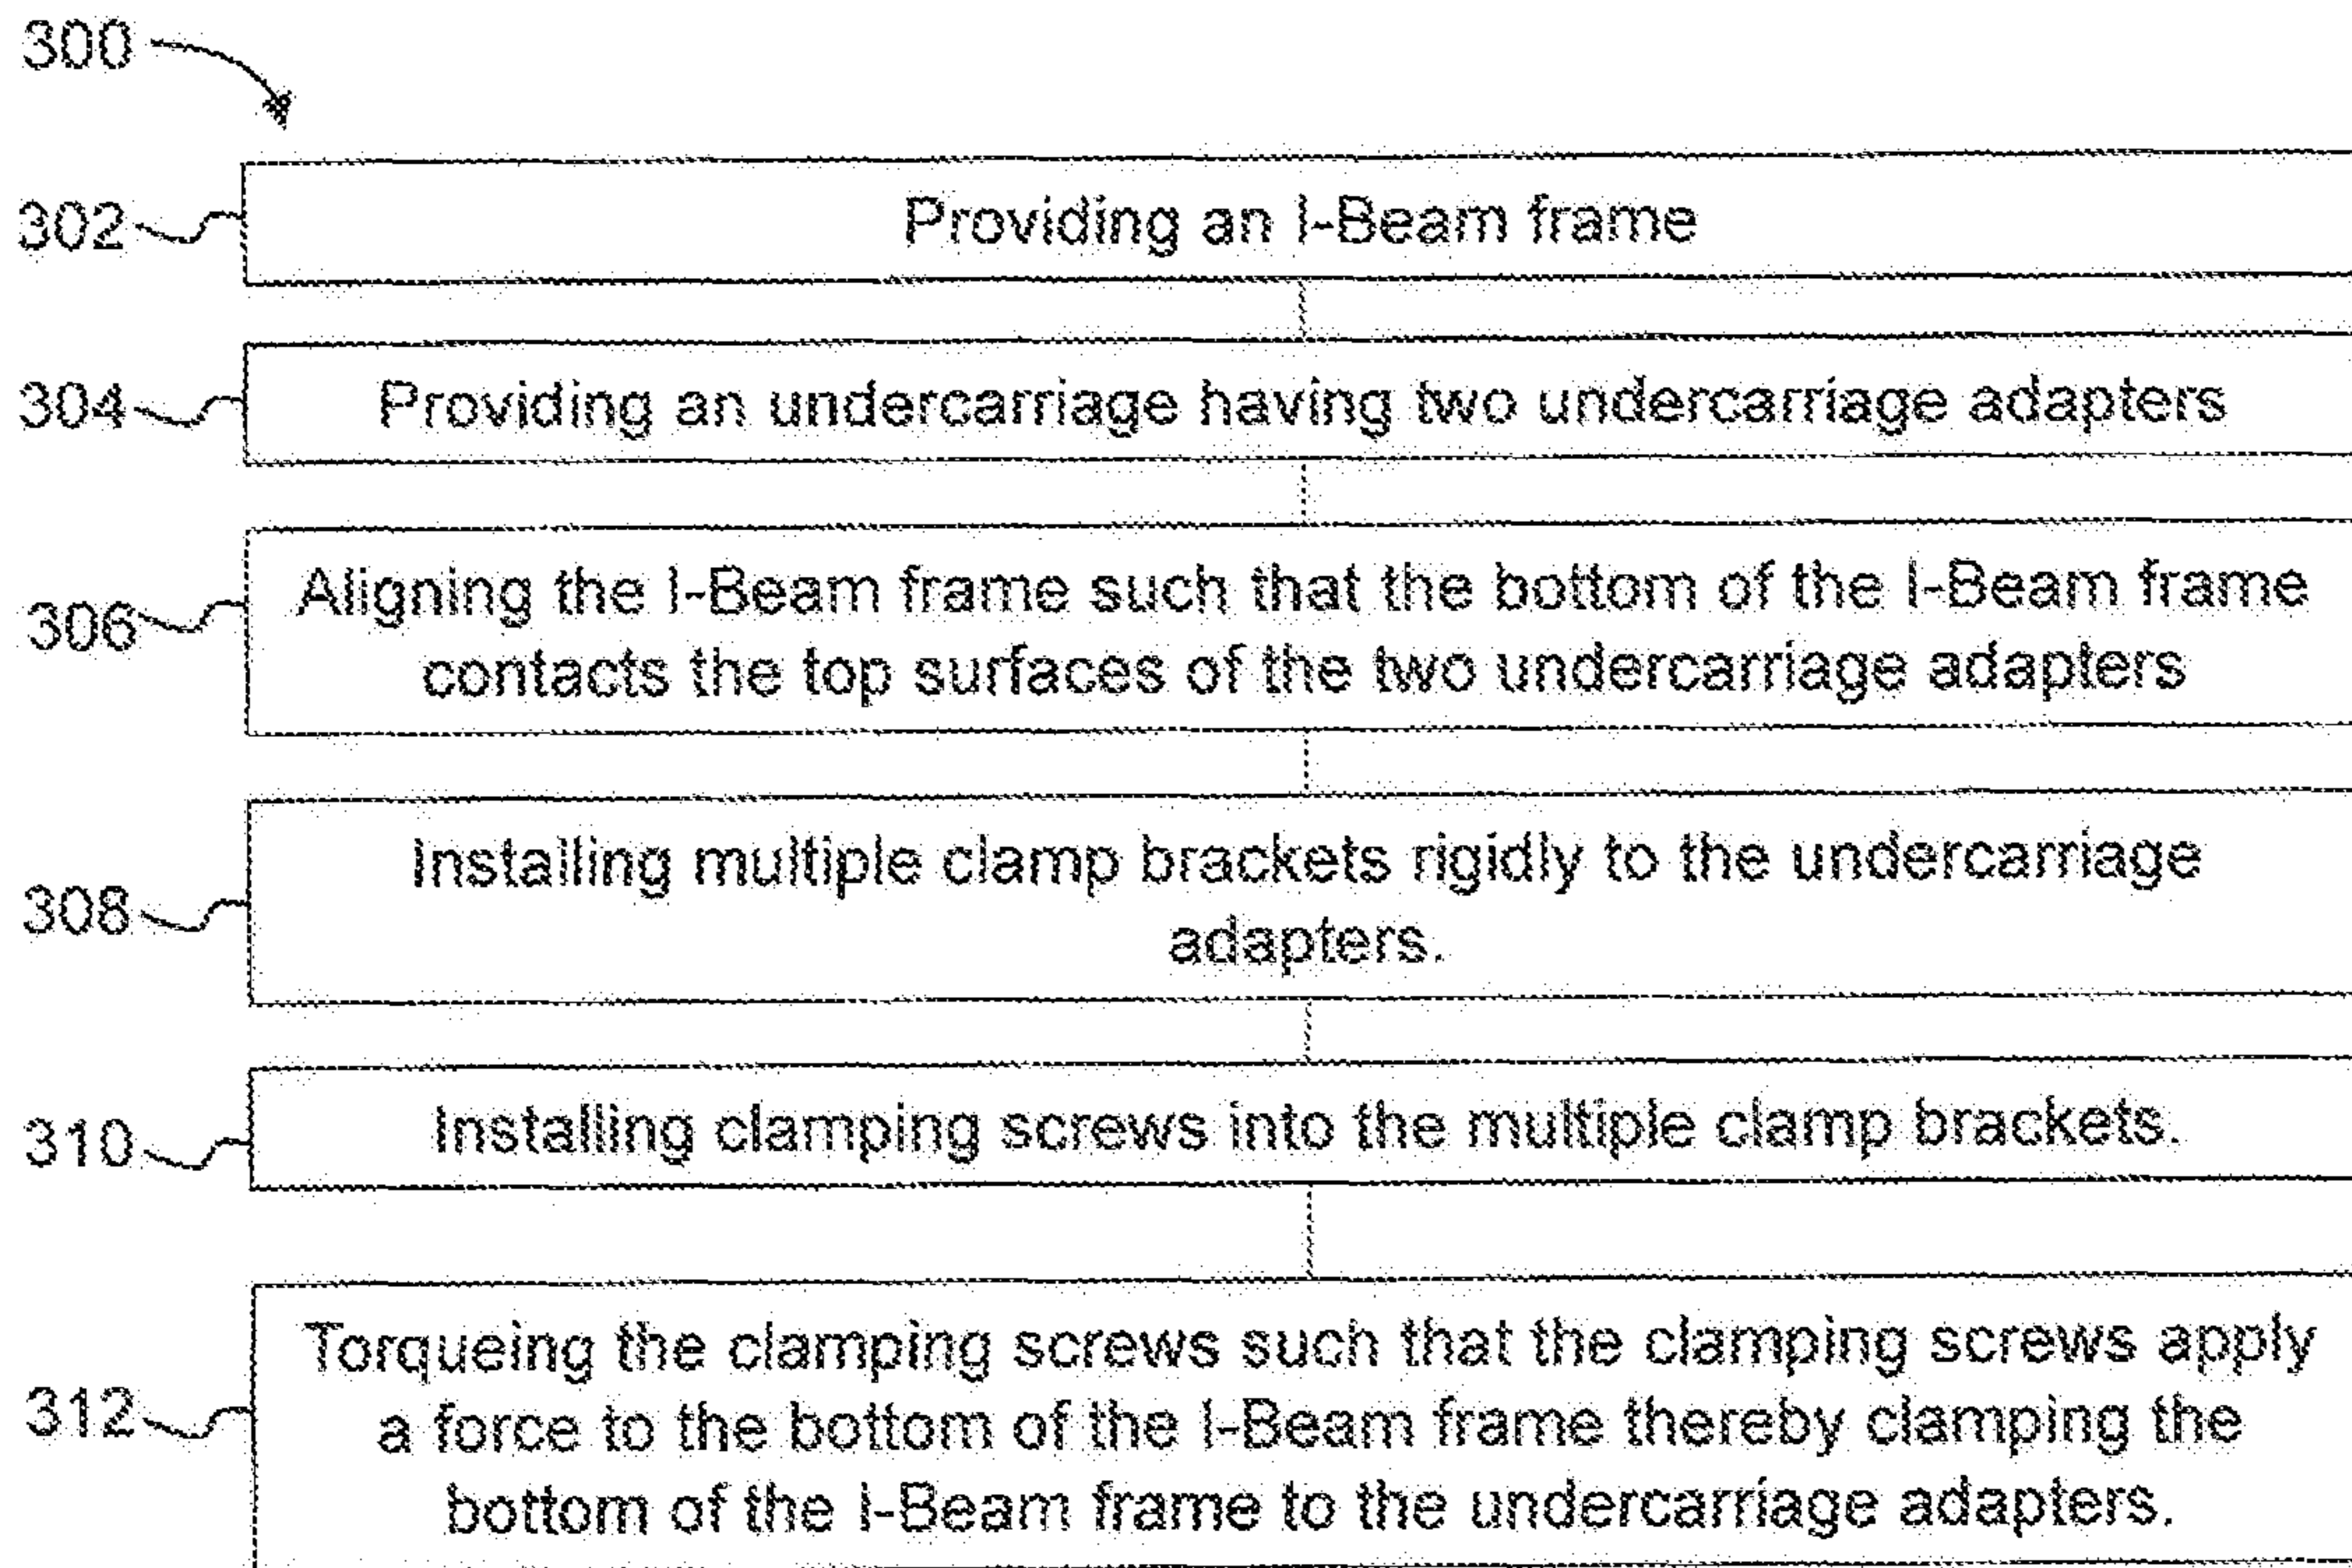 300
302
Providing an I-Beam frame
304
Providing an undercarriage having two undercarriage adapters
306
Aligning the I-Beam frame such that the bottom of the I-Beam frame
contacts the top surfaces of the two undercarriage adapters
308
Installing multiple clamp brackets rigidly to the undercarriage
adapters.
310
Installing clamping screws into the multiple clamp brackets.
312
Torqueing the clamping screws such that the clamping screws apply
a force to the bottom of the I-Beam frame thereby clamping the
bottom of the I-Beam frame to the undercarriage adapters.